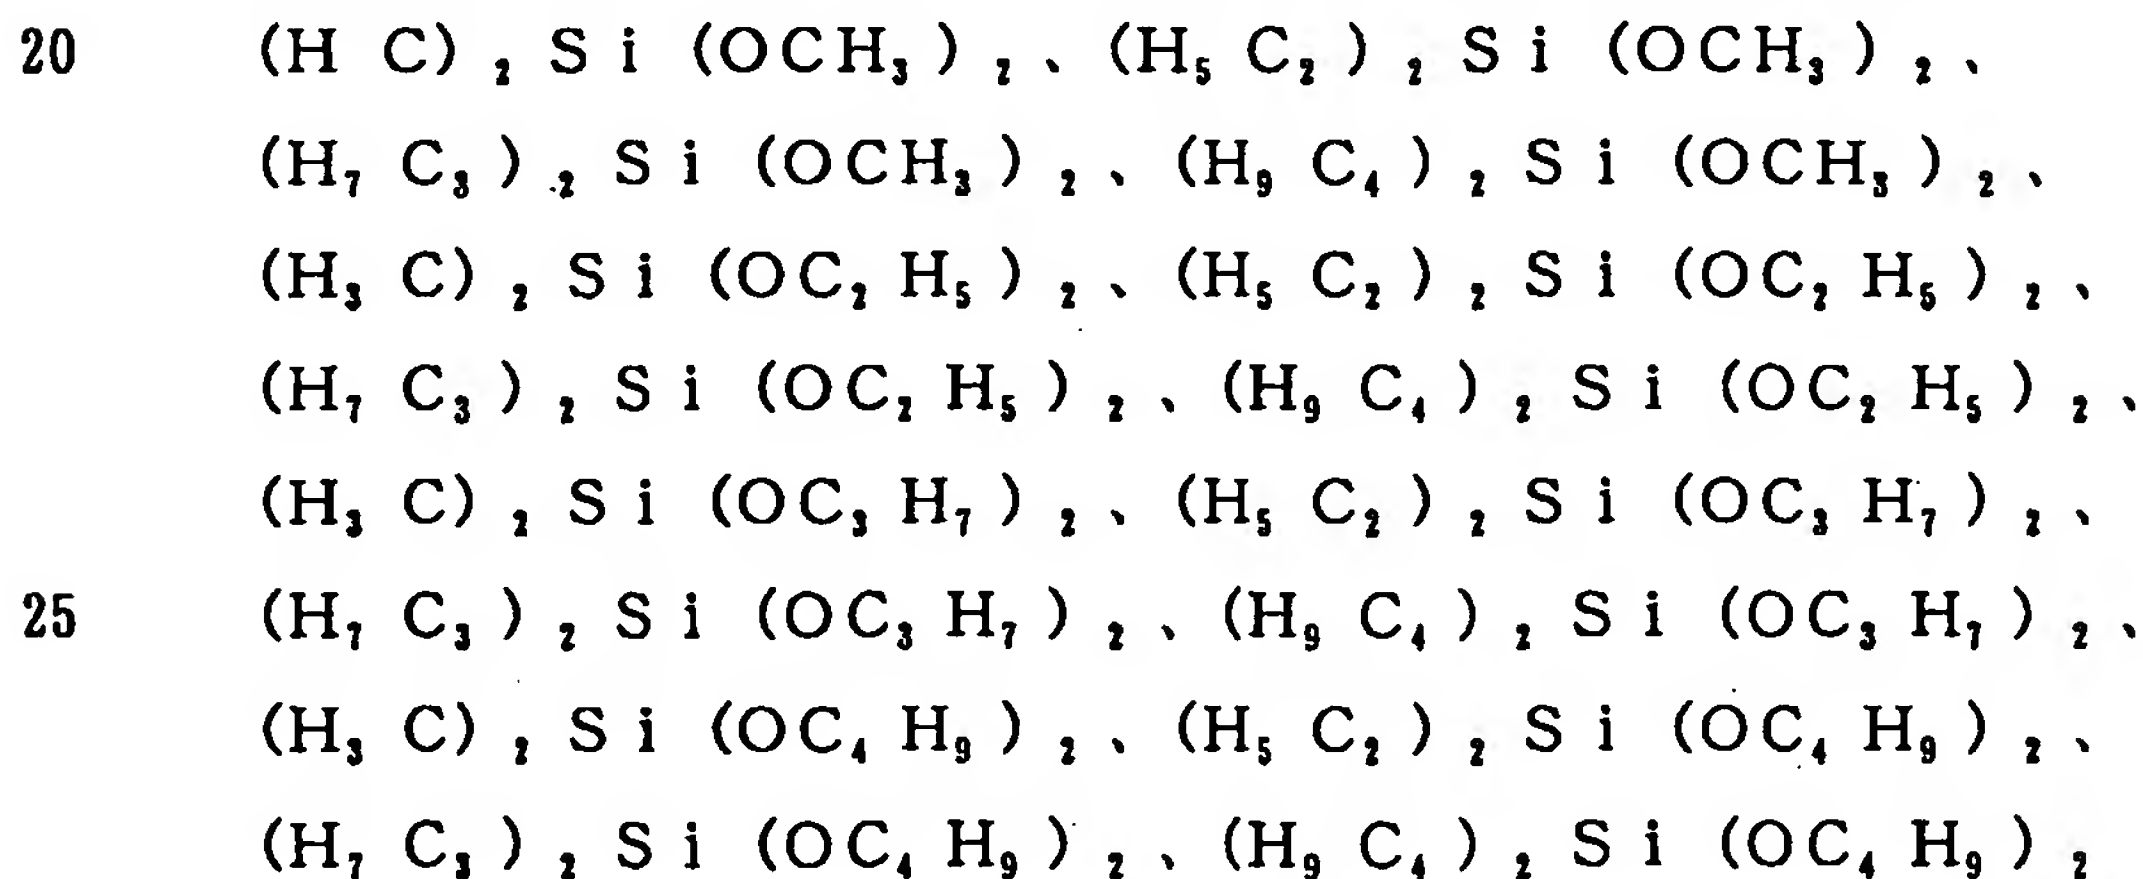 20 (H C)₂Si(OCH₃)₂、(H₅C₂)₂Si(OCH₃)₂、
(H₇C₃)₂Si(OCH₃)₂、(H₉C₄)₂Si(OCH₃)₂、
(H₃C)₂Si(OC₂H₅)₂、(H₅C₂)₂Si(OC₂H₅)₂、
(H₇C₃)₂Si(OC₂H₅)₂、(H₉C₄)₂Si(OC₂H₅)₂、
(H₃C)₂Si(OC₃H₇)₂、(H₅C₂)₂Si(OC₃H₇)₂、
25 (H₇C₃)₂Si(OC₃H₇)₂、(H₉C₄)₂Si(OC₃H₇)₂、
(H₃C)₂Si(OC₄H₉)₂、(H₅C₂)₂Si(OC₄H₉)₂、
(H₇C₃)₂Si(OC₄H₉)₂、(H₉C₄)₂Si(OC₄H₉)₂